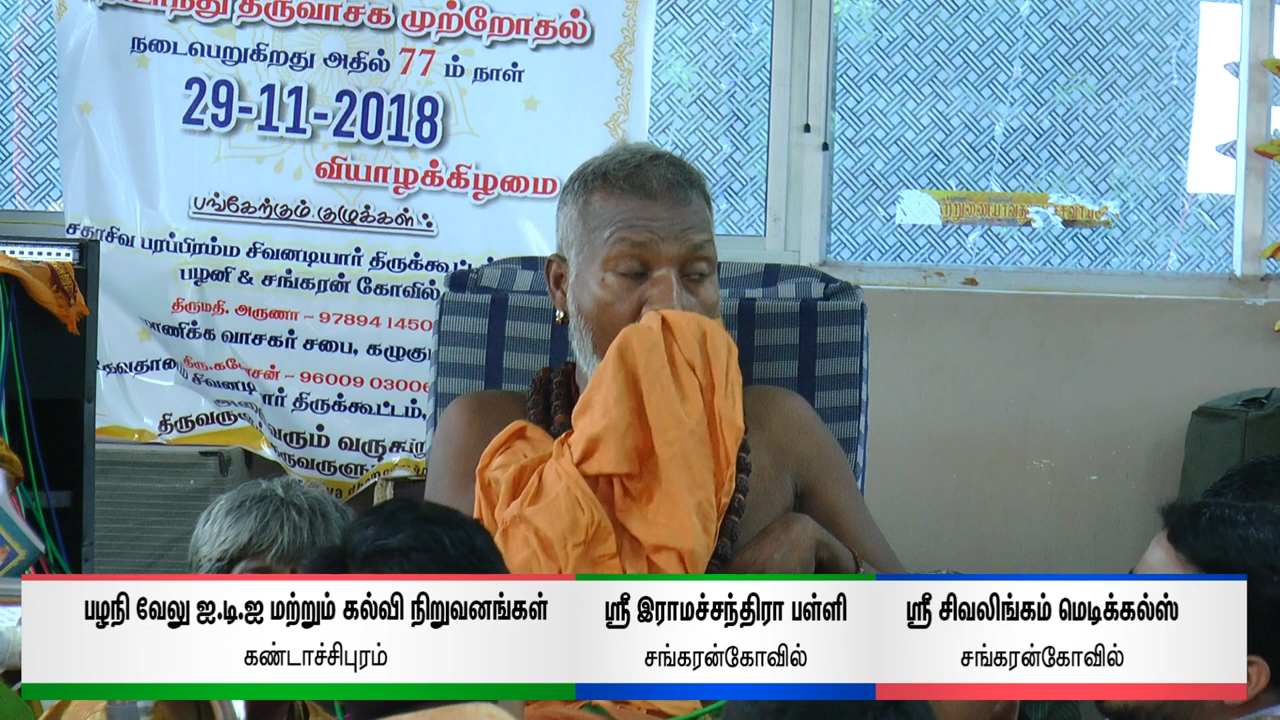 திருவாசக முற்றோதல்
நடைபெறுகிறது அதில் 77 ம் நாள்
29-11-2018
வியாழக்கிழமை
பங்கேற்கும் குழுக்கள் ஃ
சதாசிவ பரப்பிரம்ம சிவனடியார் திருக்கூட்
பழனி & சங்கரன் கோவில்
திருமதி. அருணா – 97894 1450
வாசகர் சபை, கழுகு
– 96009 03006
சிவனடி யார் திருக்கூட்டம்,
பழநி வேலு ஐ.டி.ஐ மற்றும் கல்வி நிறுவனங்கள்
கண்டாச்சிபுரம்
ஸ்ரீ இராமச்சந்திரா பள்ளி
சங்கரன்கோவில்
ஸ்ரீ சிவலிங்கம் மெடிக்கல்ஸ்
சங்கரன்கோவில்